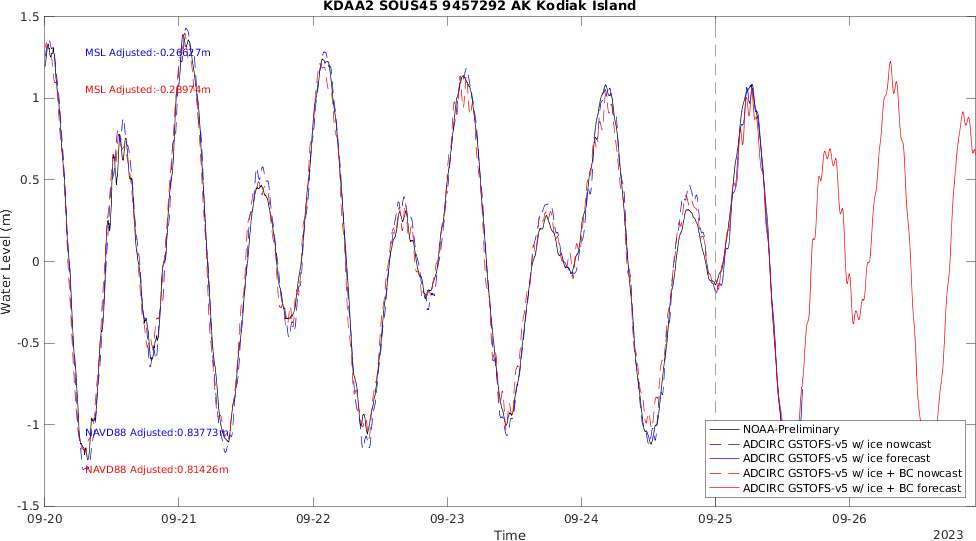 KDAA2 SOUS45 9457292 AK Kodiak Island
1.5
1
0.5
0
-0.5
-1
-1.5
Water Level (m)
MSL Adjusted:-0.26627m
MSL Adjusted:-0.28974m
NAVD88 Adjusted:0.83773m
NAVD88 Adjusted:0.81426m
NOAA-Preliminary
ADCIRC GSTOFS-v5 w/ ice nowcast
ADCIRC GSTOFS-v5 w/ ice forecast
ADCIRC GSTOFS-v5 w/ ice + BC nowcast
ADCIRC GSTOFS-v5 w/ ice + BC forecast
09-20 09-21 09-22 09-23 09-24 09-25 09-26
Time
2023